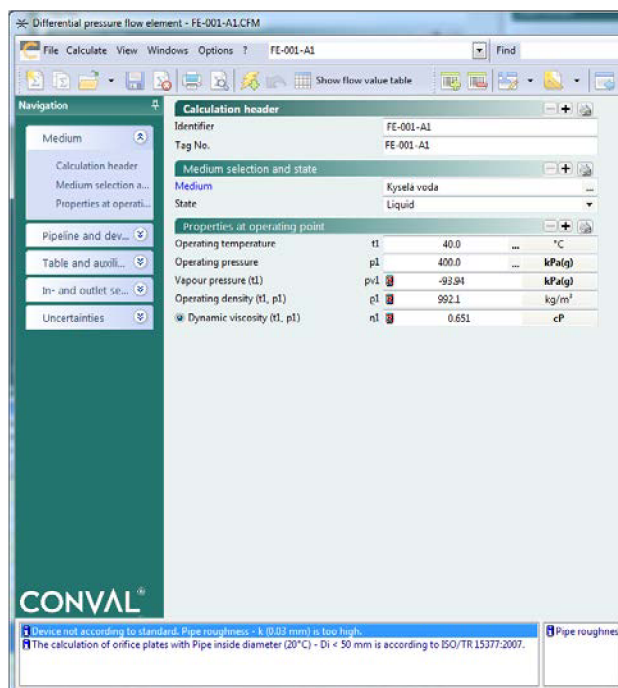 Differential pressure flow element - FE-001-A1.CFM
File Calculate View Windows Options ? FE-001-A1 Find
Show flow value table
Navigation
Medium
Calculation header
Medium selection a...
Properties at operati...
Pipeline and dev...
Table and auxili...
In- and outlet se...
Uncertainties
Calculation header
Identifier FE-001-A1
Tag No. FE-001-A1
Medium selection and state
Medium Kyselá voda ...
State Liquid
Properties at operating point
Operating temperature t1 40.0 ... °C
Operating pressure p1 400.0 ... kPa(g)
Vapour pressure (t1) pv1 -93.94 kPa(g)
Operating density (t1, p1) ρ1 992.1 kg/m³
Dynamic viscosity (t1, p1) η1 0.651 cP
CONVAL®
Device not according to standard. Pipe roughness - k (0.03 mm) is too high.
The calculation of orifice plates with Pipe inside diameter (20°C) - Di < 50 mm is according to ISO/TR 15377:2007.
Pipe roughnes